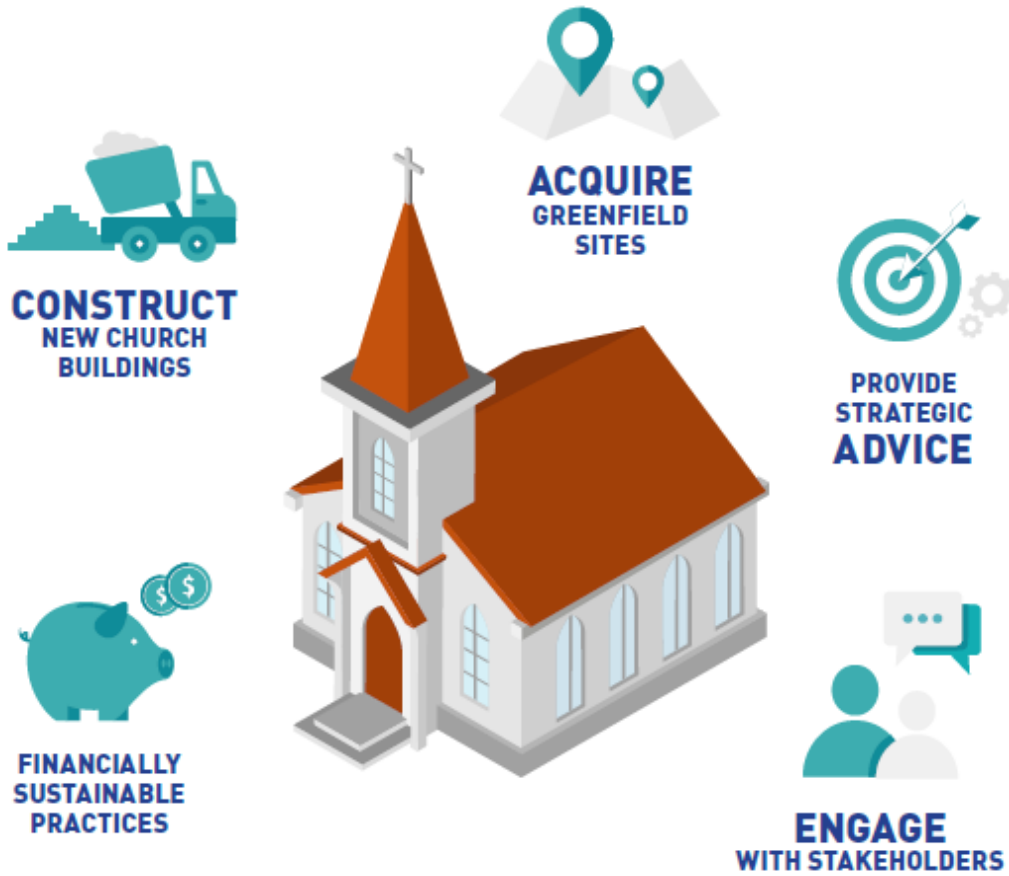 ACQUIRE
GREENFIELD
SITES
CONSTRUCT
NEW CHURCH
BUILDINGS
PROVIDE
STRATEGIC
ADVICE
$ $
FINANCIALLY
SUSTAINABLE
PRACTICES
ENGAGE
WITH STAKEHOLDERS